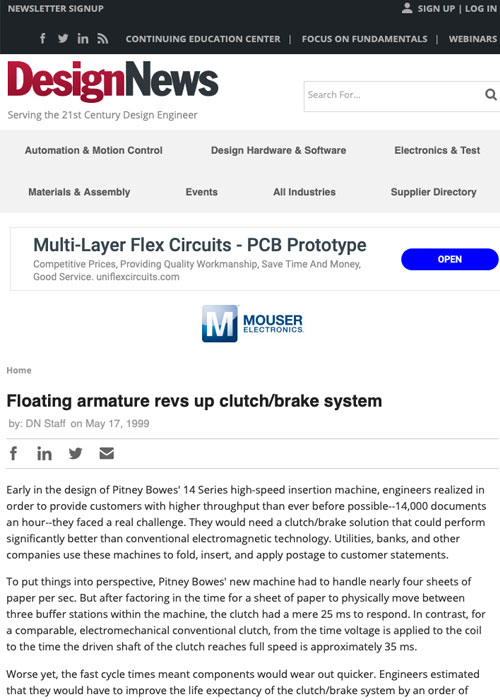 NEWSLETTER SIGNUP
SIGN UP | LOG IN
CONTINUING EDUCATION CENTER | FOCUS ON FUNDAMENTALS | WEBINARS
DesignNews
Serving the 21st Century Design Engineer
Search For...
Automation & Motion Control
Design Hardware & Software
Electronics & Test
Materials & Assembly
Events
All Industries
Supplier Directory
Multi-Layer Flex Circuits - PCB Prototype
Competitive Prices, Providing Quality Workmanship, Save Time And Money,
Good Service. uniflexcircuits.com
OPEN
M MOUSER
ELECTRONICS.
Home
Floating armature revs up clutch/brake system
by: DN Staff on May 17, 1999
Early in the design of Pitney Bowes' 14 Series high-speed insertion machine, engineers realized in
order to provide customers with higher throughput than ever before possible--14,000 documents
an hour--they faced a real challenge. They would need a clutch/brake solution that could perform
significantly better than conventional electromagnetic technology. Utilities, banks, and other
companies use these machines to fold, insert, and apply postage to customer statements.
To put things into perspective, Pitney Bowes' new machine had to handle nearly four sheets of
paper per sec. But after factoring in the time for a sheet of paper to physically move between
three buffer stations within the machine, the clutch had a mere 25 ms to respond. In contrast, for
a comparable, electromechanical conventional clutch, from the time voltage is applied to the coil
to the time the driven shaft of the clutch reaches full speed is approximately 35 ms.
Worse yet, the fast cycle times meant components would wear out quicker. Engineers estimated
that they would have to improve the life expectancy of the clutch/brake system by an order of